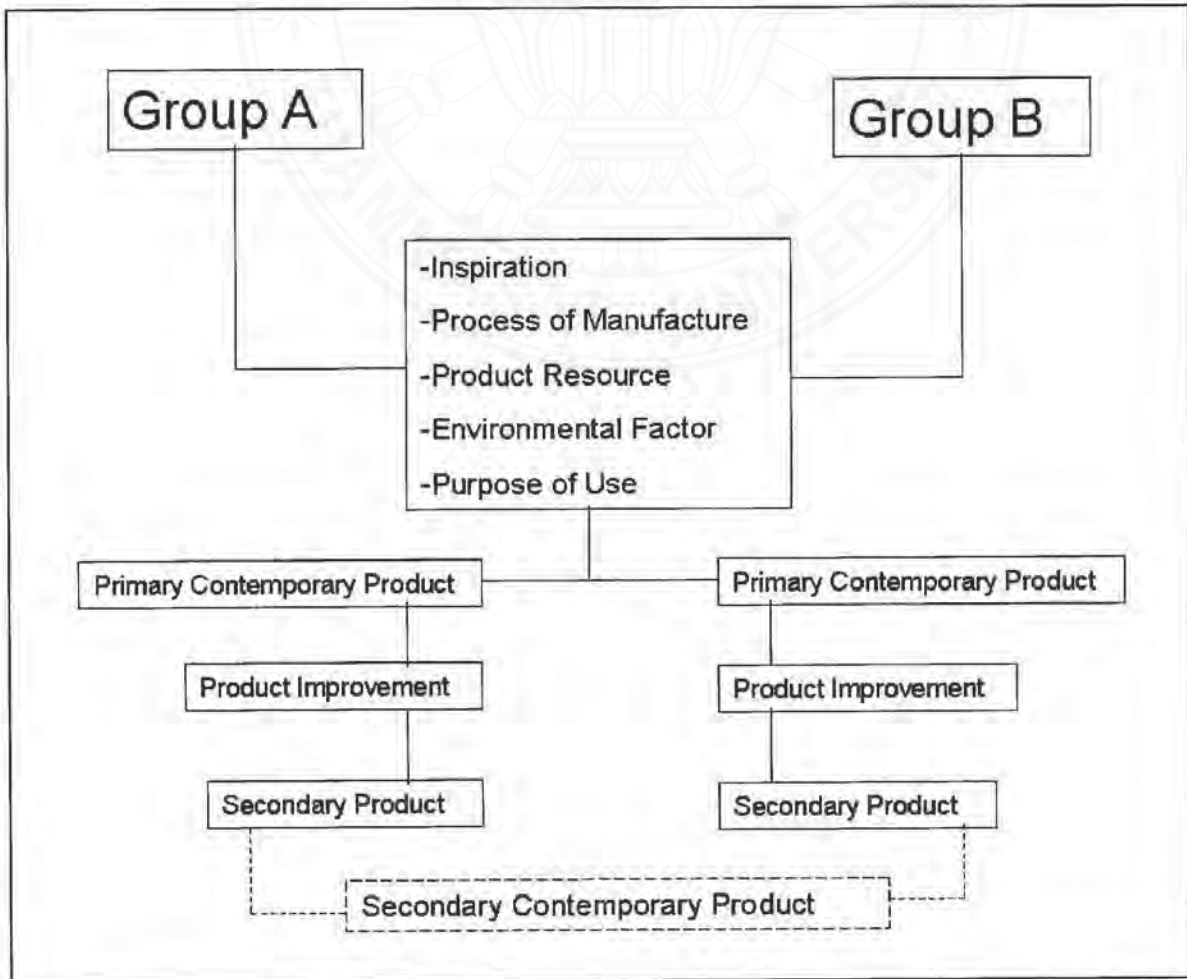 Group A
Group B
-Inspiration
-Process of Manufacture
-Product Resource
-Environmental Factor
-Purpose of Use
Primary Contemporary Product
Primary Contemporary Product
Product Improvement
Product Improvement
Secondary Product
Secondary Product
Secondary Contemporary Product